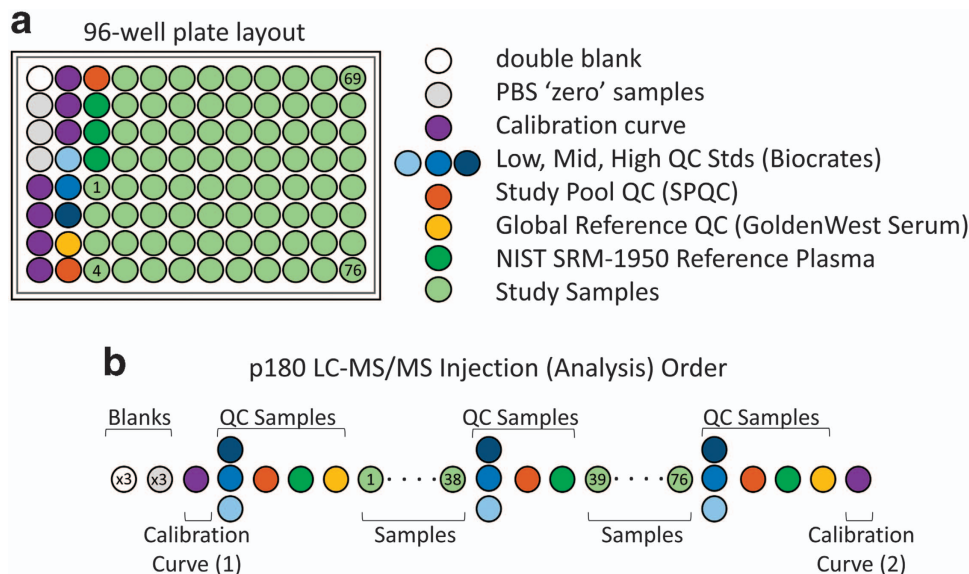 a
96-well plate layout
69
1
4
76
double blank
PBS ‘zero’ samples
Calibration curve
Low, Mid, High QC Stds (Biocrates)
Study Pool QC (SPQC)
Global Reference QC (GoldenWest Serum)
NIST SRM-1950 Reference Plasma
Study Samples
b
p180 LC-MS/MS Injection (Analysis) Order
Blanks QC Samples QC Samples QC Samples
x3 x3 1 38 39 76
Calibration Samples Samples Calibration
Curve (1) Curve (2)